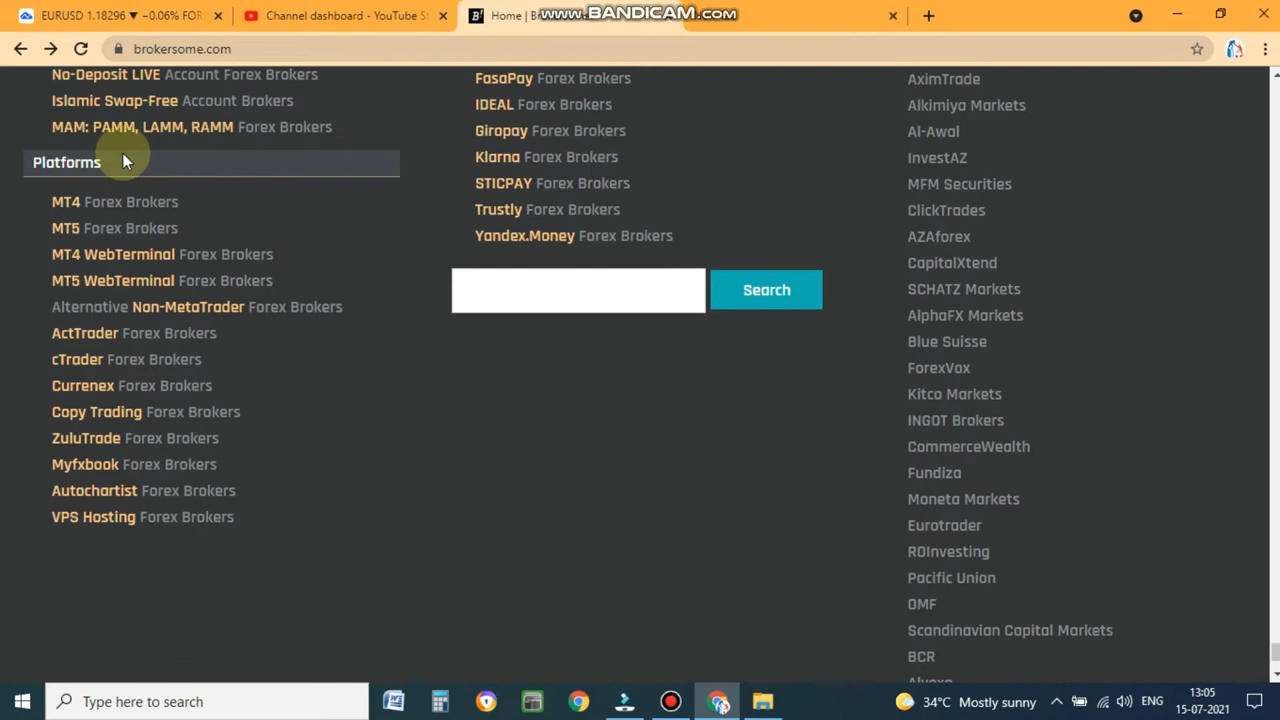 EURUSD 1.18296 ▼ −0.06% FOR
Channel dashboard - YouTube S
Home | B
www.BANDICAM.com
brokersome.com
No-Deposit LIVE Account Forex Brokers
Islamic Swap-Free Account Brokers
MAM: PAMM, LAMM, RAMM Forex Brokers
Platforms
MT4 Forex Brokers
MT5 Forex Brokers
MT4 WebTerminal Forex Brokers
MT5 WebTerminal Forex Brokers
Alternative Non-MetaTrader Forex Brokers
ActTrader Forex Brokers
cTrader Forex Brokers
Currenex Forex Brokers
Copy Trading Forex Brokers
ZuluTrade Forex Brokers
Myfxbook Forex Brokers
Autochartist Forex Brokers
VPS Hosting Forex Brokers
FasaPay Forex Brokers
IDEAL Forex Brokers
Giropay Forex Brokers
Klarna Forex Brokers
STICPAY Forex Brokers
Trustly Forex Brokers
Yandex.Money Forex Brokers
Search
AximTrade
Alkimiya Markets
Al-Awal
InvestAZ
MFM Securities
ClickTrades
AZAforex
CapitalXtend
SCHATZ Markets
AlphaFX Markets
Blue Suisse
ForexVox
Kitco Markets
INGOT Brokers
CommerceWealth
Fundiza
Moneta Markets
Eurotrader
ROInvesting
Pacific Union
OMF
Scandinavian Capital Markets
BCR
Type here to search
34°C Mostly sunny
ENG
13:05
15-07-2021